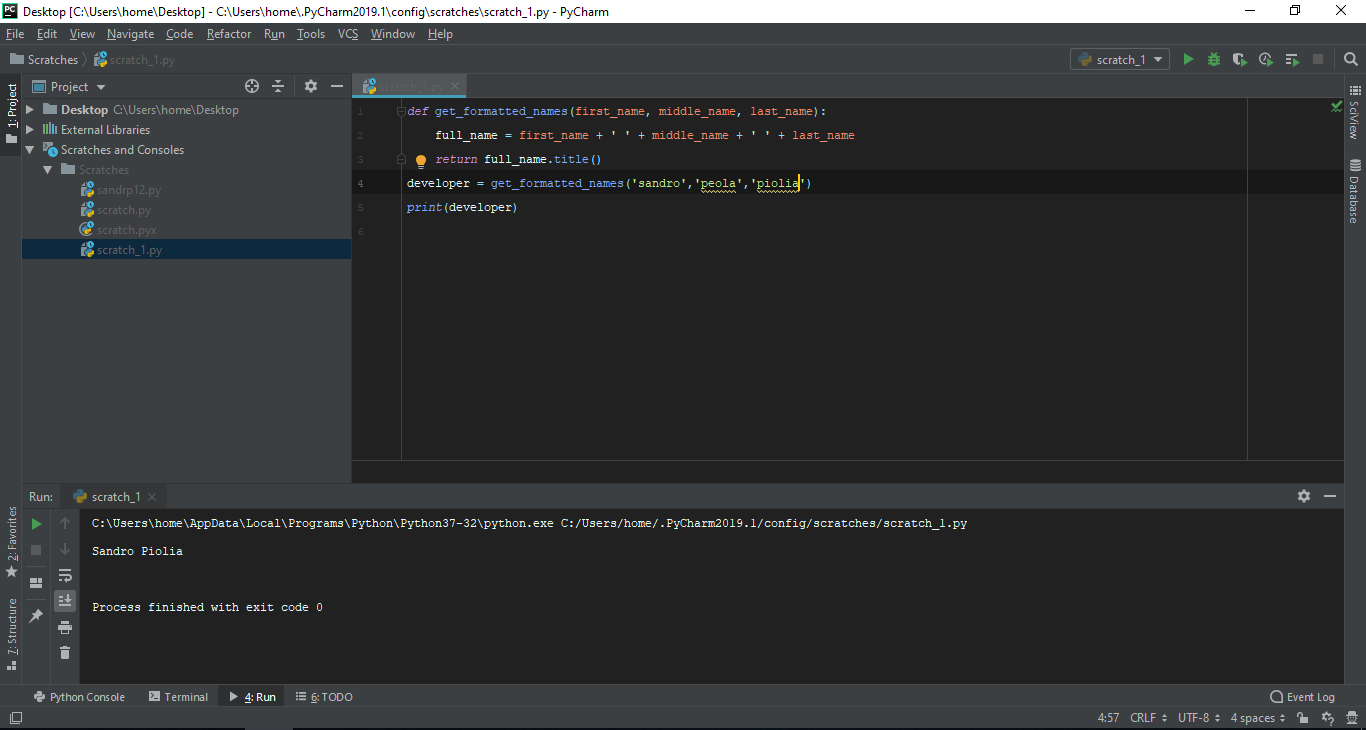 Desktop [C:\Users\home\Desktop] - C:\Users\home\.PyCharm2019.1\config\scratches\scratch_1.py - PyCharm
File Edit View Navigate Code Refactor Run Tools VCS Window Help
Scratches scratch_1.py
scratch_1
1: Project
Project
Desktop C:\Users\home\Desktop
External Libraries
Scratches and Consoles
Scratches
sandrp12.py
scratch.py
scratch.pyx
scratch_1.py
scratch_1.py
1 def get_formatted_names(first_name, middle_name, last_name):
2 full_name = first_name + ' ' + middle_name + ' ' + last_name
3 return full_name.title()
4 developer = get_formatted_names('sandro','peola','piolia')
5 print(developer)
6
SciView
Database
Run: scratch_1
C:\Users\home\AppData\Local\Programs\Python\Python37-32\python.exe C:/Users/home/.PyCharm2019.1/config/scratches/scratch_1.py
Sandro Piolia
Process finished with exit code 0
2: Favorites
7: Structure
Python Console Terminal 4: Run 6: TODO Event Log
4:57 CRLF UTF-8 4 spaces